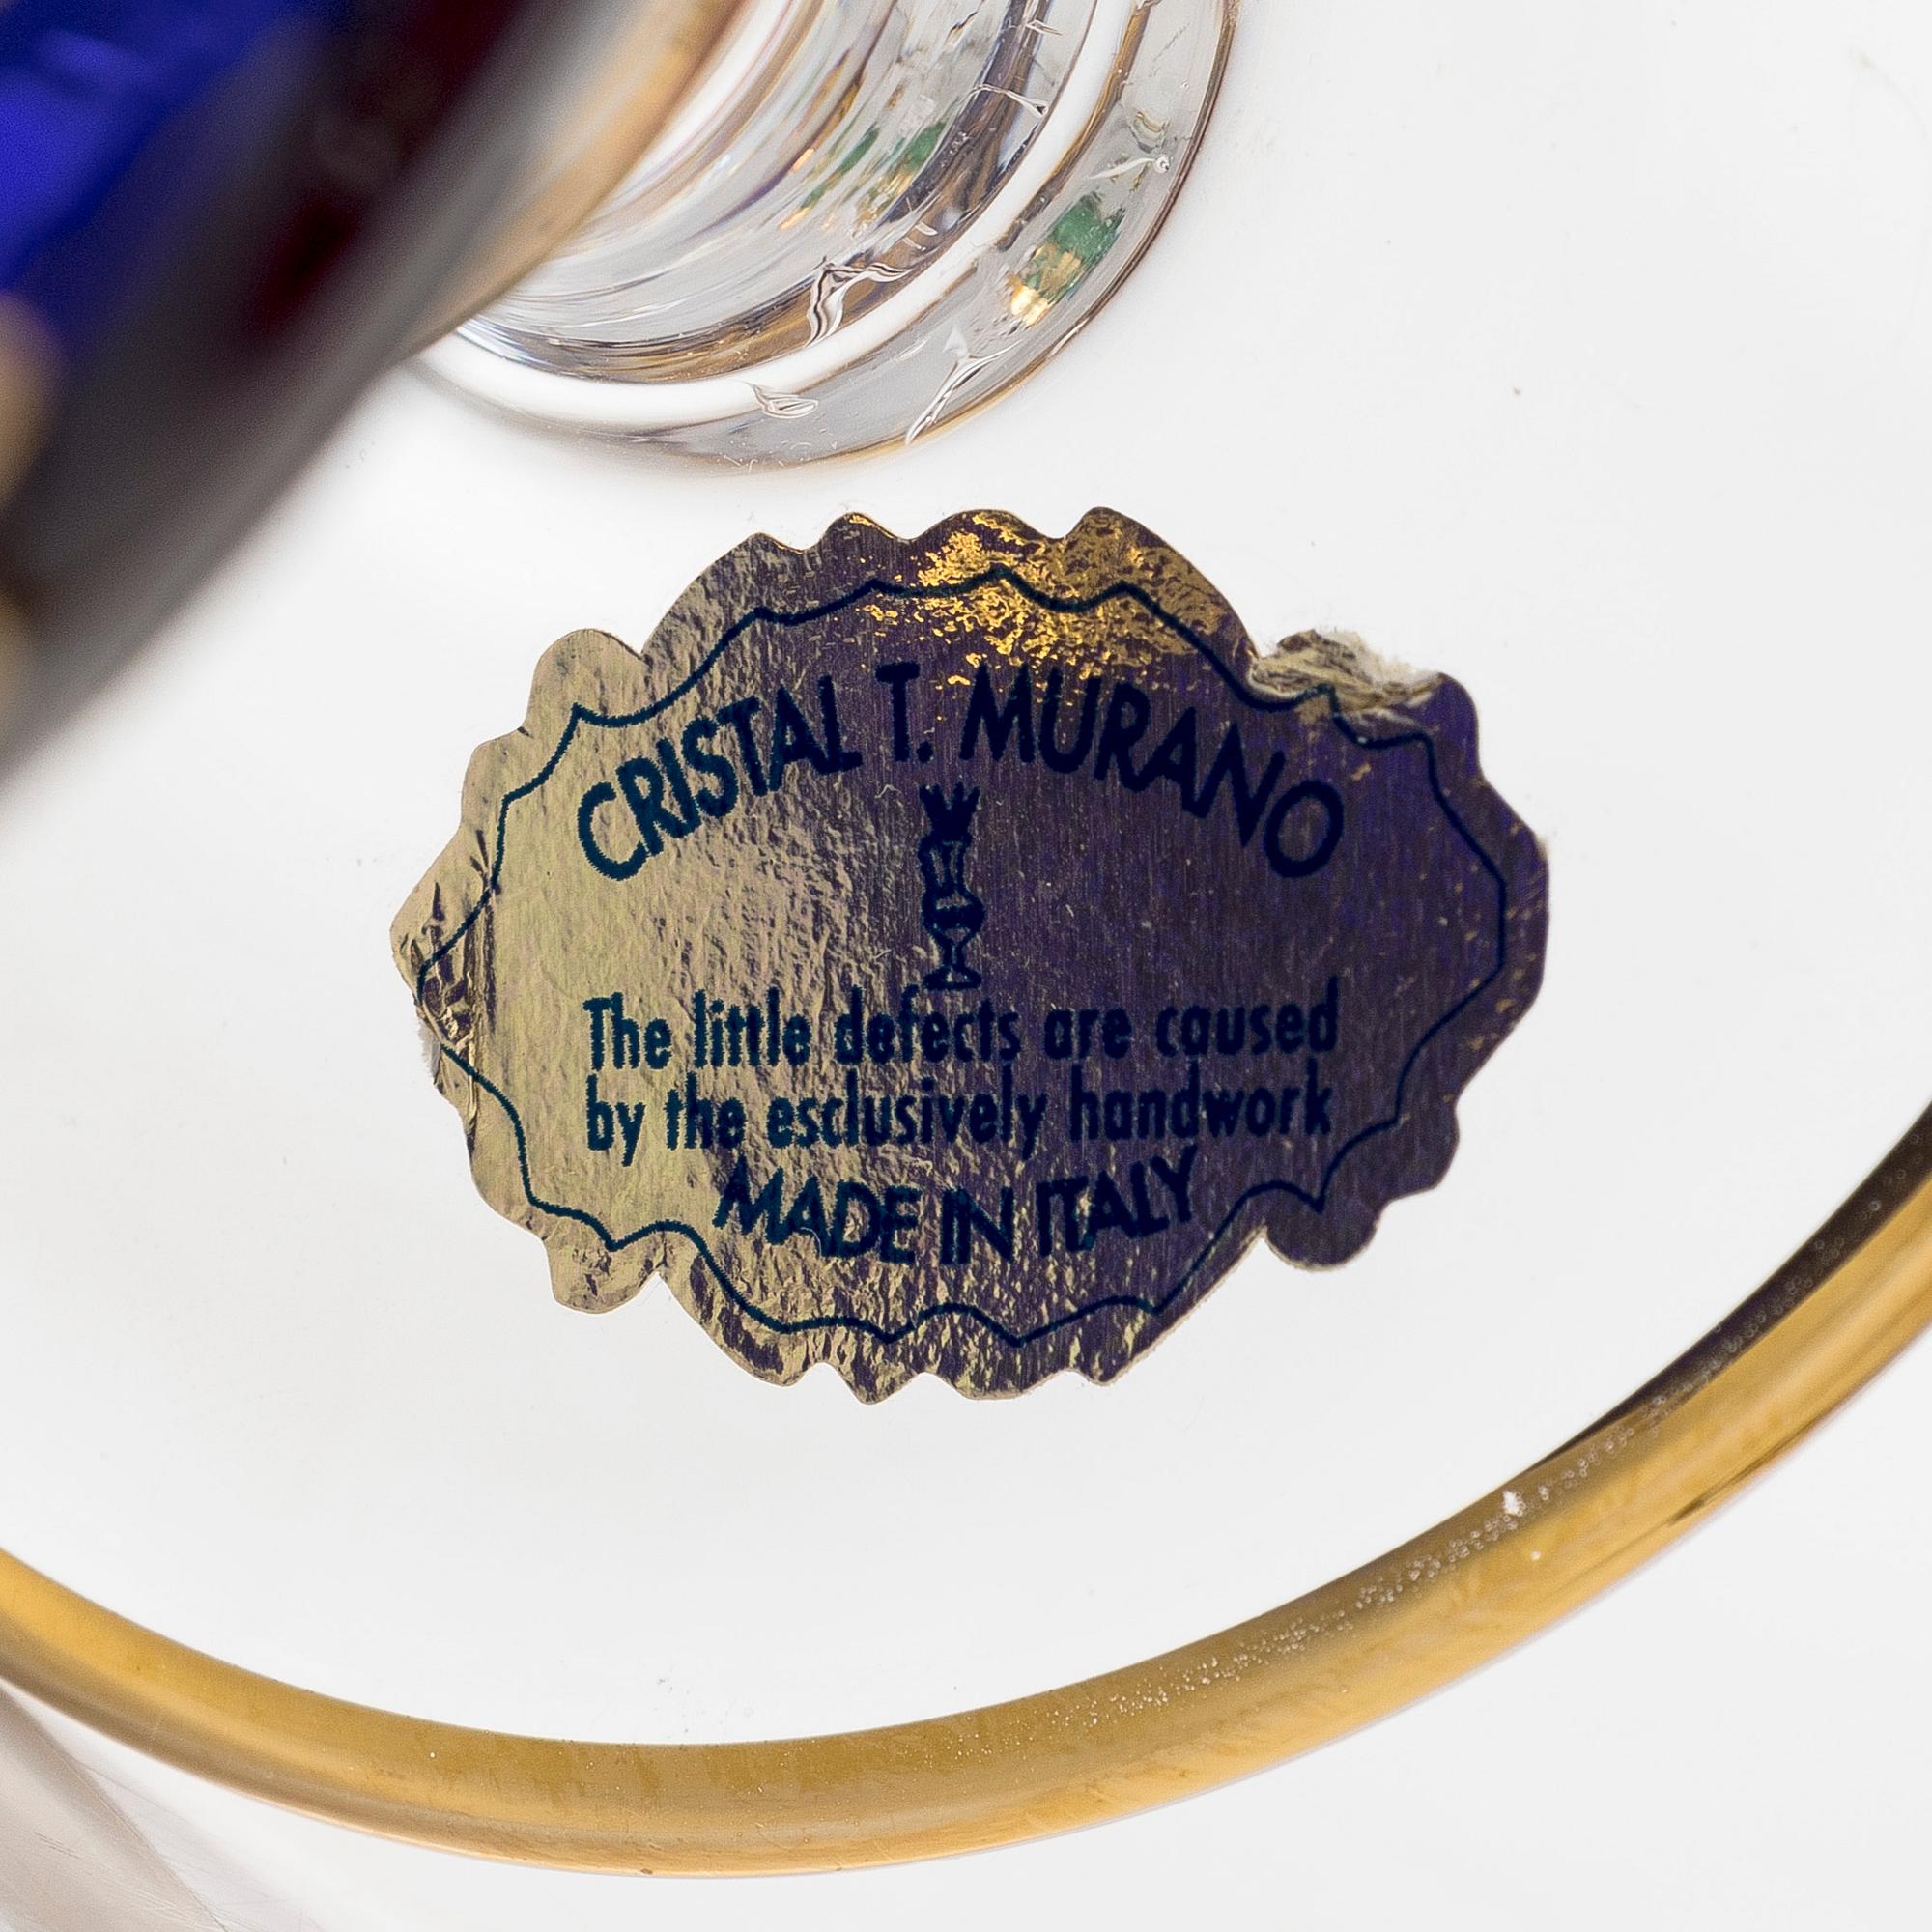 CRISTAL T. MURANO
The little defects are caused
by the esclusively handwork
MADE IN ITALY